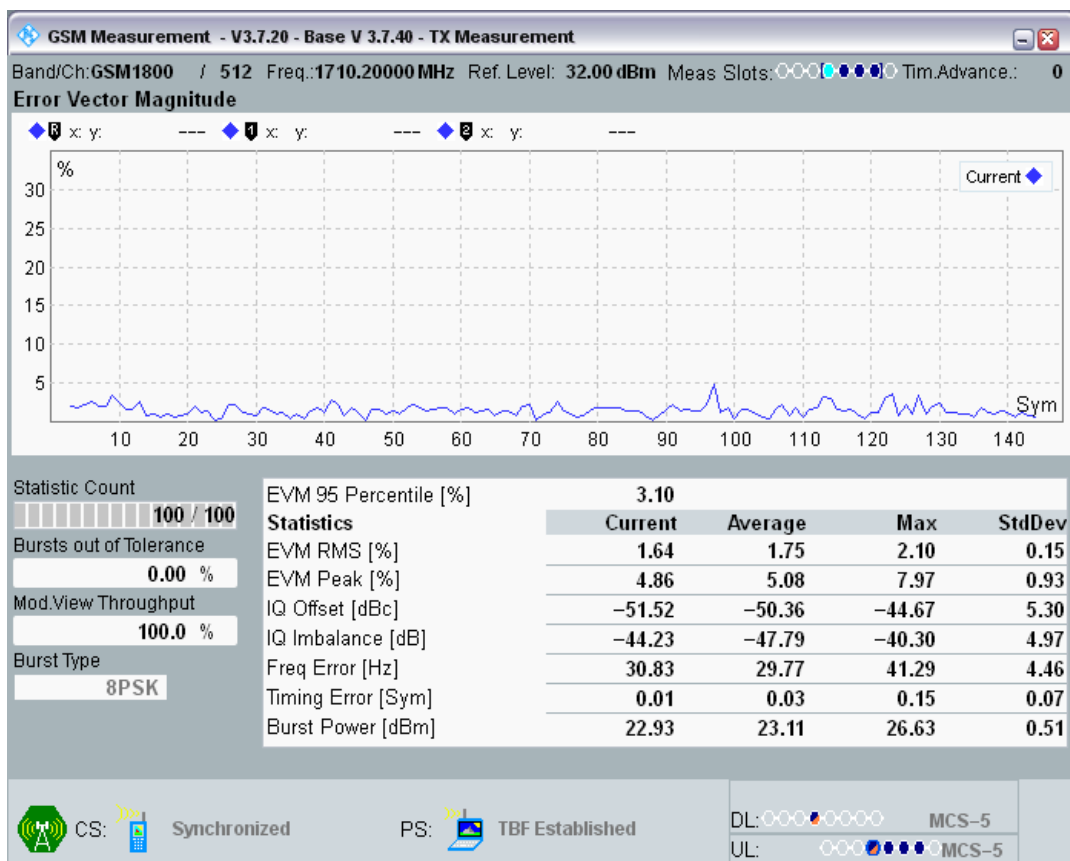 GSM Measurement - V3.7.20 - Base V 3.7.40 - TX Measurement
Band/Ch:GSM1800 / 512 Freq.:1710.20000 MHz Ref. Level: 32.00 dBm Meas Slots: Tim.Advance.: 0
Error Vector Magnitude
R x: y: --- 1 x: y: --- 2 x: y: ---
%
Current
30
25
20
15
10
5
Sym
10 20 30 40 50 60 70 80 90 100 110 120 130 140
Statistic Count
100 / 100
Bursts out of Tolerance
0.00 %
Mod.View Throughput
100.0 %
Burst Type
8PSK
EVM 95 Percentile [%] 3.10
Statistics Current Average Max StdDev
EVM RMS [%] 1.64 1.75 2.10 0.15
EVM Peak [%] 4.86 5.08 7.97 0.93
IQ Offset [dBc] −51.52 −50.36 −44.67 5.30
IQ Imbalance [dB] −44.23 −47.79 −40.30 4.97
Freq Error [Hz] 30.83 29.77 41.29 4.46
Timing Error [Sym] 0.01 0.03 0.15 0.07
Burst Power [dBm] 22.93 23.11 26.63 0.51
CS: Synchronized PS: TBF Established
DL: MCS−5
UL: MCS−5